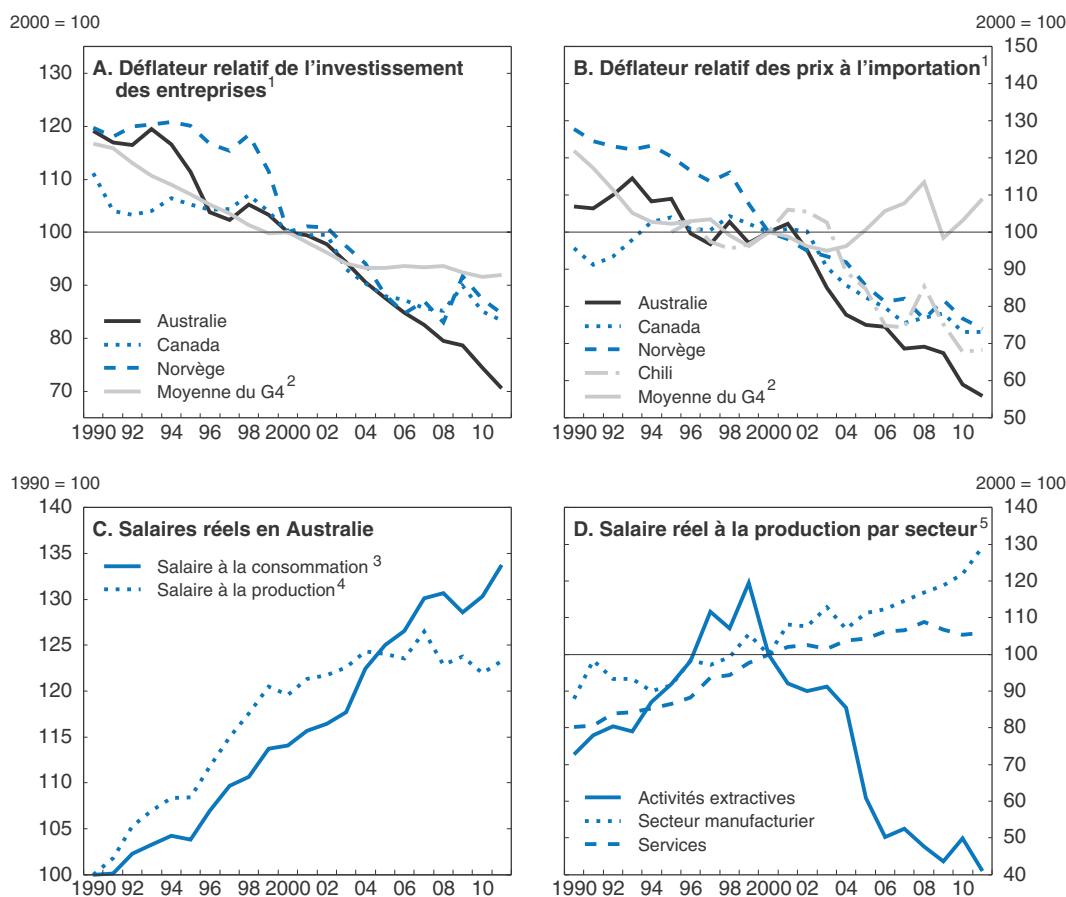 2000 = 100
A. Déflateur relatif de l'investissement
des entreprises1
130
120
110
100
90
80
70
Australie
Canada
Norvège
Moyenne du G4 2
1990 92 94 96 98 2000 02 04 06 08 10
2000 = 100
B. Déflateur relatif des prix à l'importation1
150
140
130
120
110
100
90
80
70
60
50
Australie
Canada
Norvège
Chili
Moyenne du G4 2
1990 92 94 96 98 2000 02 04 06 08 10
1990 = 100
C. Salaires réels en Australie
Salaire à la consommation 3
Salaire à la production4
140
135
130
125
120
115
110
105
100
1990 92 94 96 98 2000 02 04 06 08 10
2000 = 100
D. Salaire réel à la production par secteur5
140
130
120
110
100
90
80
70
60
50
40
Activités extractives
Secteur manufacturier
Services
1990 92 94 96 98 2000 02 04 06 08 10